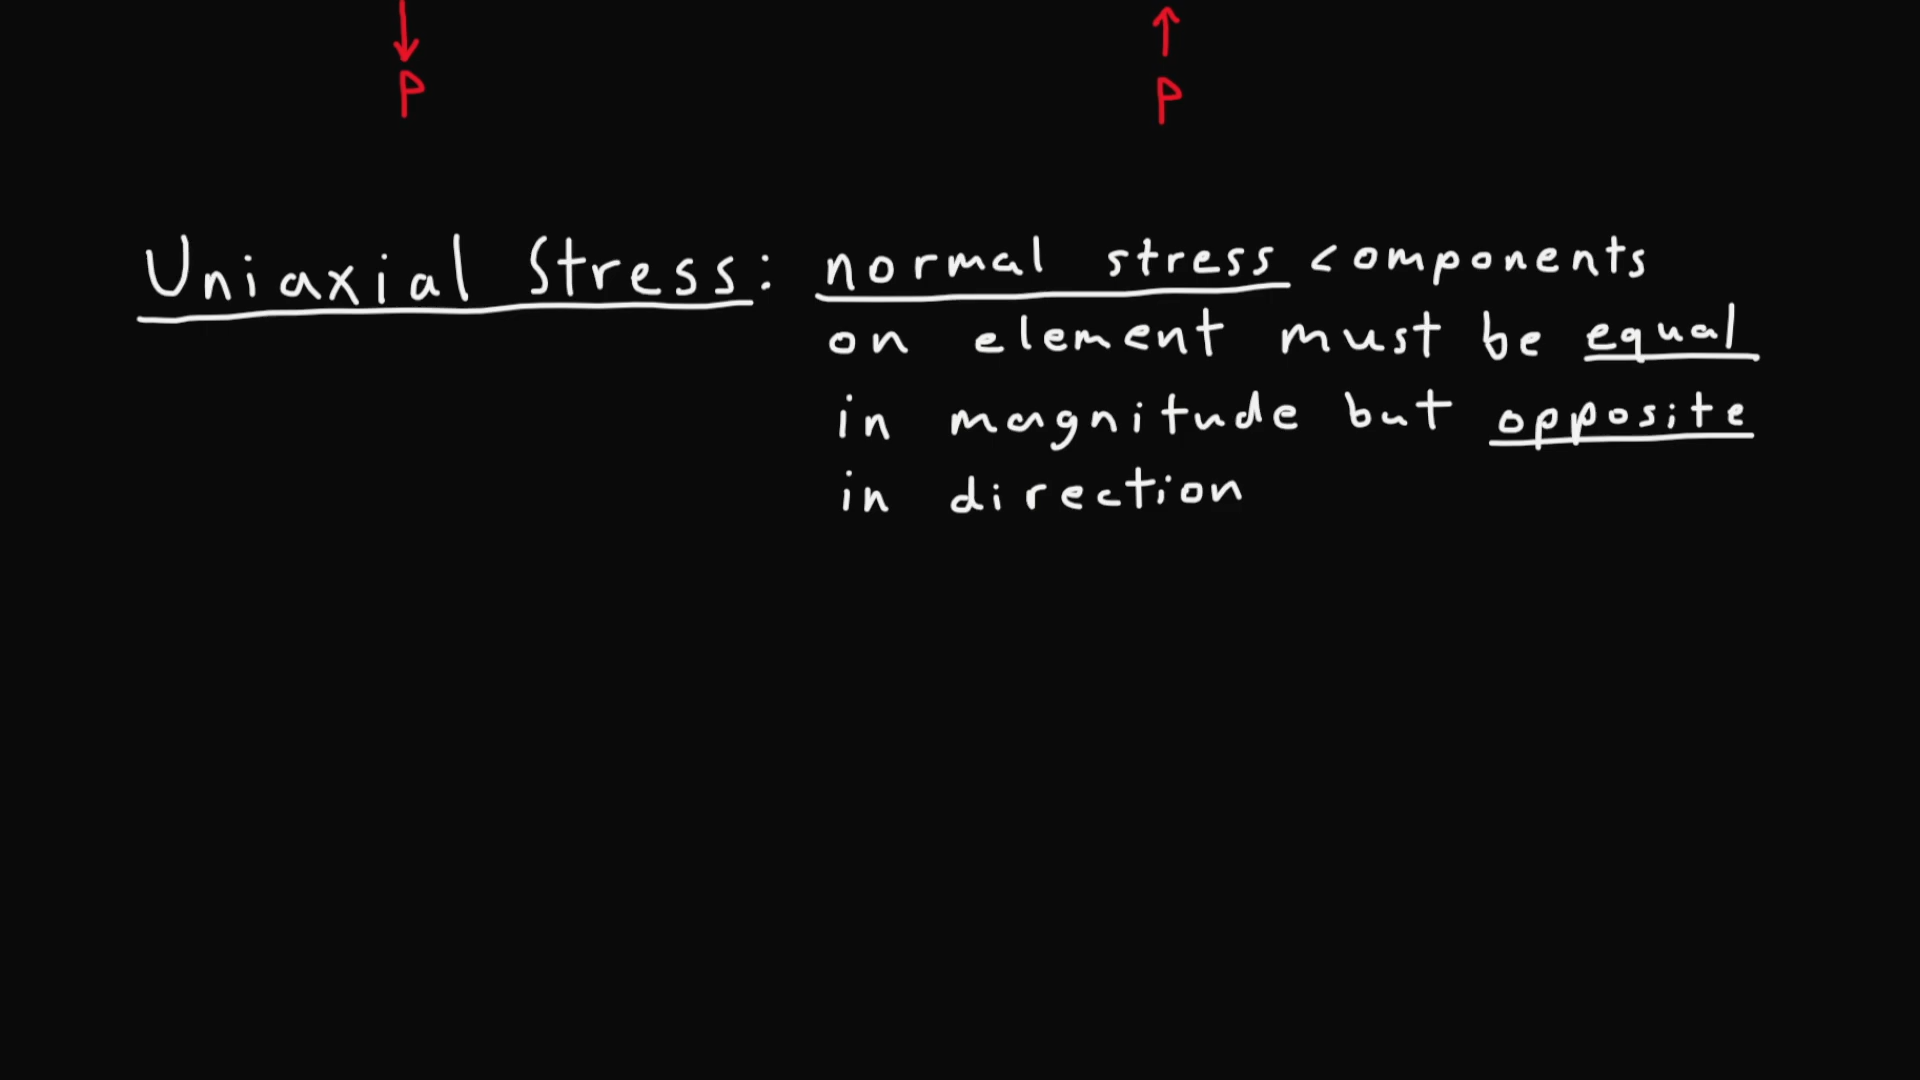 P P
Uniaxial Stress: normal stress components
on element must be equal
in magnitude but opposite
in direction